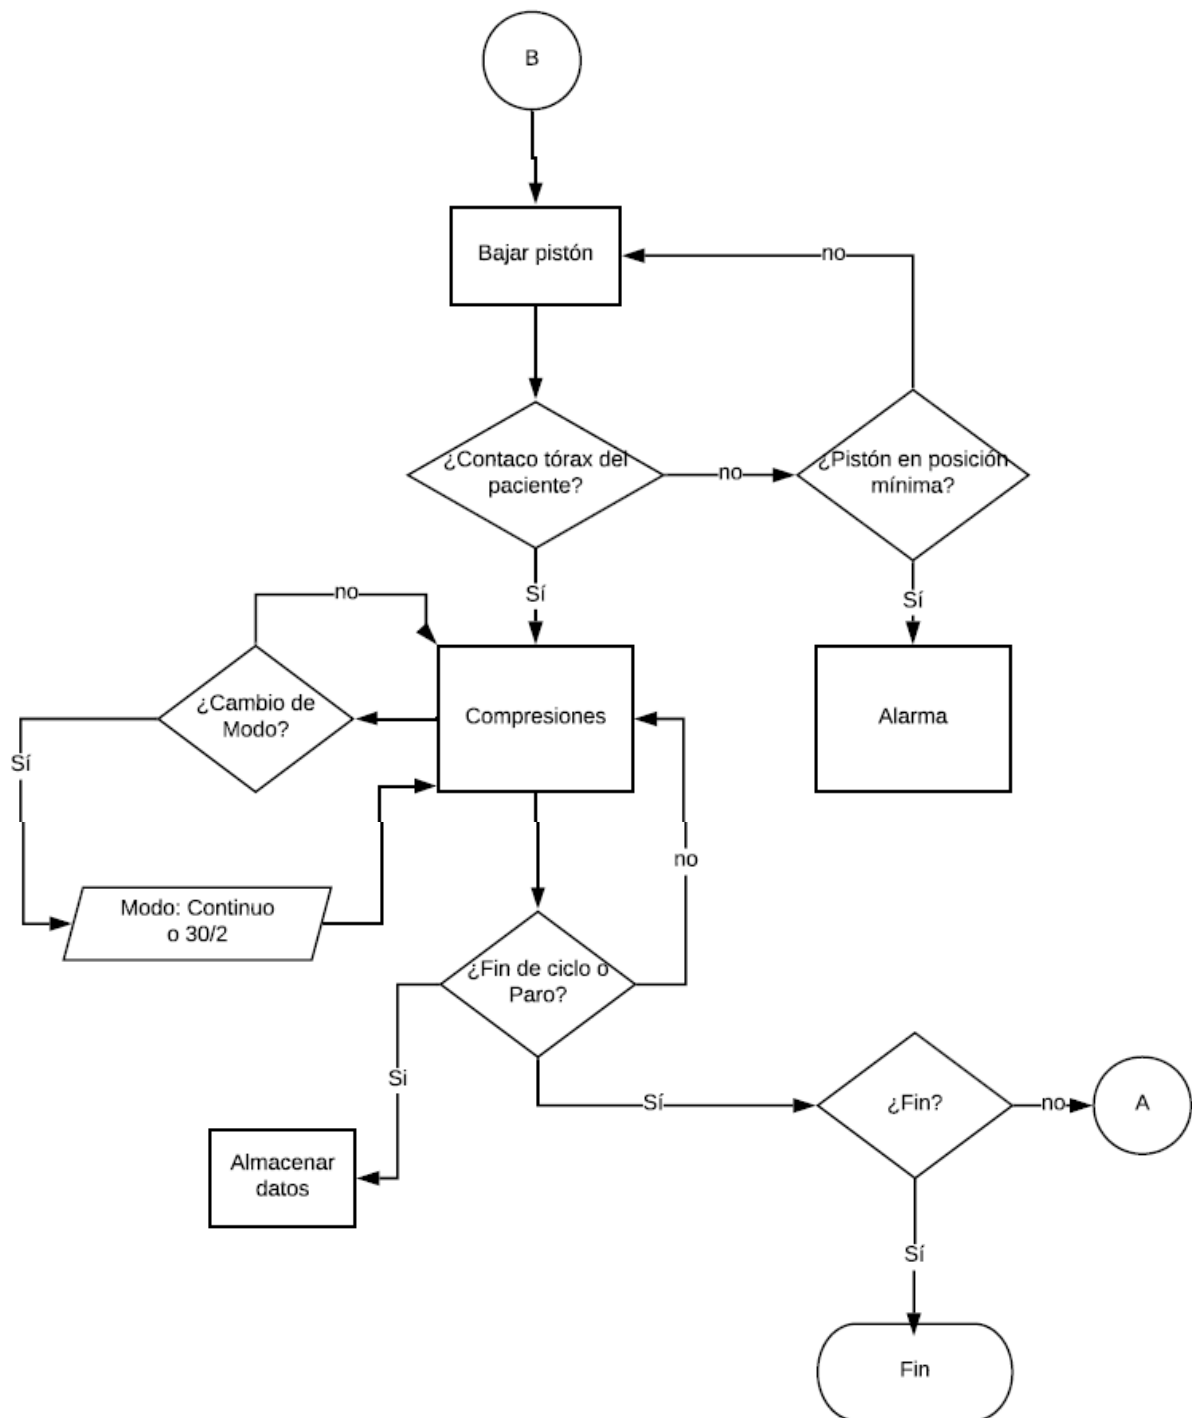 B
Bajar pistón
no
¿Contaco tórax del
paciente?
no
¿Pistón en posición
mínima?
Sí
Sí
no
¿Cambio de
Modo?
Compresiones
Alarma
Sí
no
Modo: Continuo
o 30/2
¿Fin de ciclo o
Paro?
Si
Sí
¿Fin?
no
A
Almacenar
datos
Sí
Fin